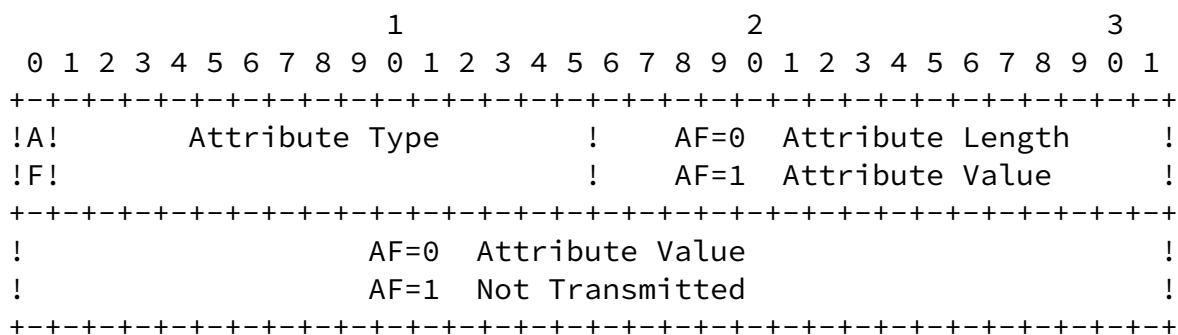 1                   2                   3
 0 1 2 3 4 5 6 7 8 9 0 1 2 3 4 5 6 7 8 9 0 1 2 3 4 5 6 7 8 9 0 1
+-+-+-+-+-+-+-+-+-+-+-+-+-+-+-+-+-+-+-+-+-+-+-+-+-+-+-+-+-+-+-+-+
!A!       Attribute Type        !    AF=0  Attribute Length     !
!F!                             !    AF=1  Attribute Value      !
+-+-+-+-+-+-+-+-+-+-+-+-+-+-+-+-+-+-+-+-+-+-+-+-+-+-+-+-+-+-+-+-+
!                   AF=0  Attribute Value                       !
!                   AF=1  Not Transmitted                       !
+-+-+-+-+-+-+-+-+-+-+-+-+-+-+-+-+-+-+-+-+-+-+-+-+-+-+-+-+-+-+-+-+